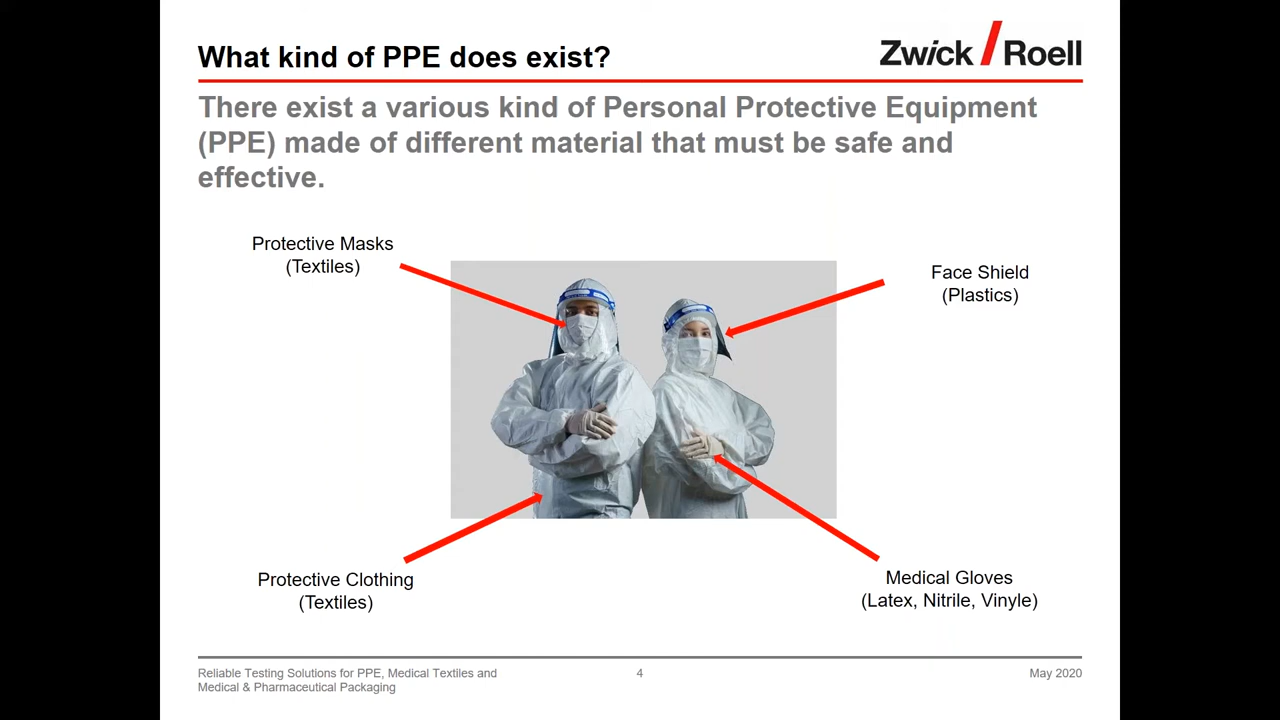 What kind of PPE does exist?
Zwick / Roell
There exist a various kind of Personal Protective Equipment
(PPE) made of different material that must be safe and
effective.
Protective Masks
(Textiles)
Face Shield
(Plastics)
Protective Clothing
(Textiles)
Medical Gloves
(Latex, Nitrile, Vinyle)
Reliable Testing Solutions for PPE, Medical Textiles and
Medical & Pharmaceutical Packaging
4
May 2020